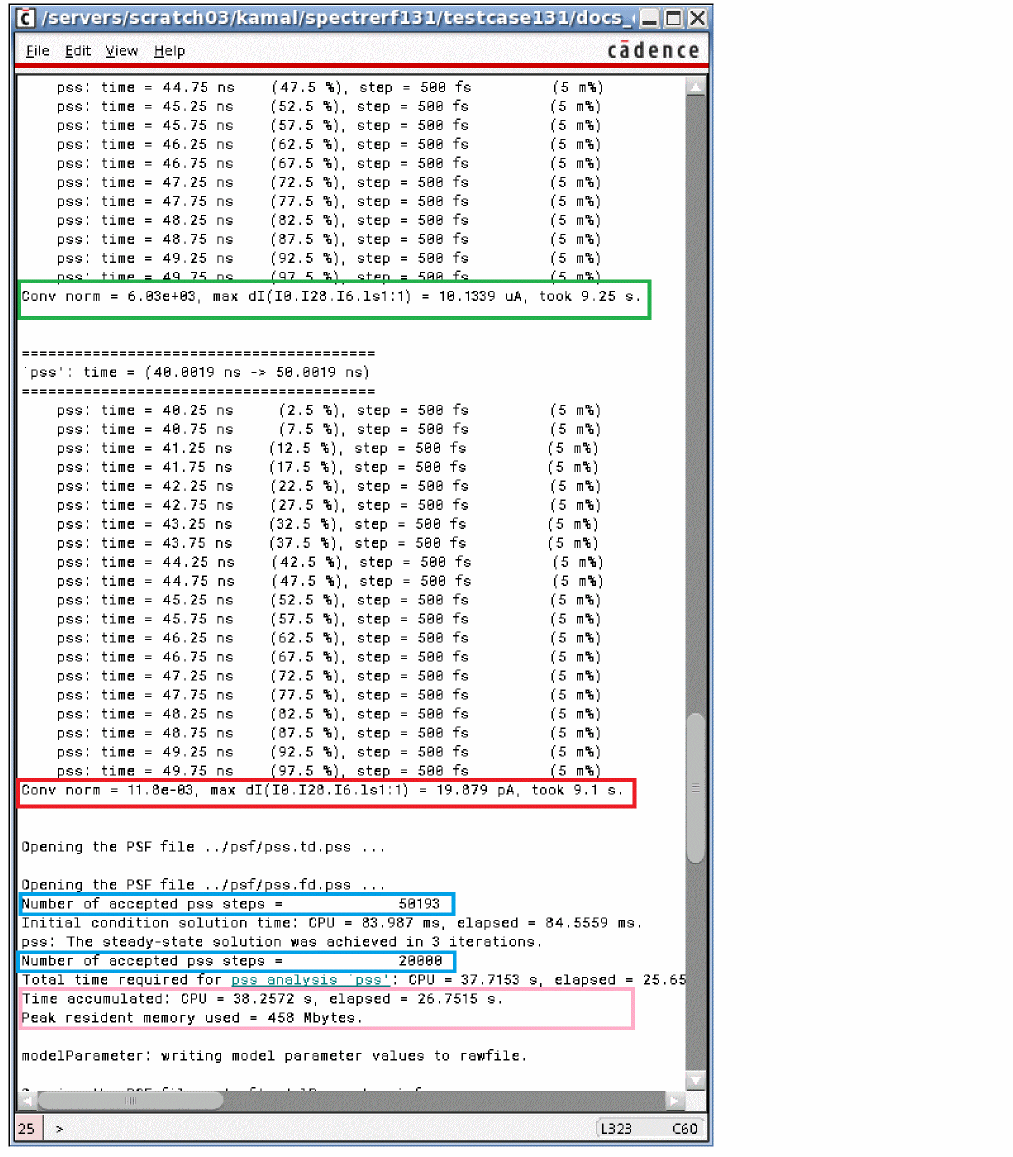 /servers/scratch03/kamal/spectrerf131/testcase131/docs_
File Edit View Help
cādence
pss: time = 44.75 ns (47.5 %), step = 500 fs (5 m%)
pss: time = 45.25 ns (52.5 %), step = 500 fs (5 m%)
pss: time = 45.75 ns (57.5 %), step = 500 fs (5 m%)
pss: time = 46.25 ns (62.5 %), step = 500 fs (5 m%)
pss: time = 46.75 ns (67.5 %), step = 500 fs (5 m%)
pss: time = 47.25 ns (72.5 %), step = 500 fs (5 m%)
pss: time = 47.75 ns (77.5 %), step = 500 fs (5 m%)
pss: time = 48.25 ns (82.5 %), step = 500 fs (5 m%)
pss: time = 48.75 ns (87.5 %), step = 500 fs (5 m%)
pss: time = 49.25 ns (92.5 %), step = 500 fs (5 m%)
pss: time = 49.75 ns (97.5 %), step = 500 fs (5 m%)
Conv norm = 6.03e+03, max dI(I0.I28.I6.ls1:1) = 10.1339 uA, took 9.25 s.
========================================
`pss': time = (40.0019 ns -> 50.0019 ns)
========================================
pss: time = 40.25 ns (2.5 %), step = 500 fs (5 m%)
pss: time = 40.75 ns (7.5 %), step = 500 fs (5 m%)
pss: time = 41.25 ns (12.5 %), step = 500 fs (5 m%)
pss: time = 41.75 ns (17.5 %), step = 500 fs (5 m%)
pss: time = 42.25 ns (22.5 %), step = 500 fs (5 m%)
pss: time = 42.75 ns (27.5 %), step = 500 fs (5 m%)
pss: time = 43.25 ns (32.5 %), step = 500 fs (5 m%)
pss: time = 43.75 ns (37.5 %), step = 500 fs (5 m%)
pss: time = 44.25 ns (42.5 %), step = 500 fs (5 m%)
pss: time = 44.75 ns (47.5 %), step = 500 fs (5 m%)
pss: time = 45.25 ns (52.5 %), step = 500 fs (5 m%)
pss: time = 45.75 ns (57.5 %), step = 500 fs (5 m%)
pss: time = 46.25 ns (62.5 %), step = 500 fs (5 m%)
pss: time = 46.75 ns (67.5 %), step = 500 fs (5 m%)
pss: time = 47.25 ns (72.5 %), step = 500 fs (5 m%)
pss: time = 47.75 ns (77.5 %), step = 500 fs (5 m%)
pss: time = 48.25 ns (82.5 %), step = 500 fs (5 m%)
pss: time = 48.75 ns (87.5 %), step = 500 fs (5 m%)
pss: time = 49.25 ns (92.5 %), step = 500 fs (5 m%)
pss: time = 49.75 ns (97.5 %), step = 500 fs (5 m%)
Conv norm = 11.8e-03, max dI(I0.I28.I6.ls1:1) = 19.879 pA, took 9.1 s.
Opening the PSF file ../psf/pss.td.pss ...
Opening the PSF file ../psf/pss.fd.pss ...
Number of accepted pss steps = 50193
Initial condition solution time: CPU = 83.987 ms, elapsed = 84.5559 ms.
pss: The steady-state solution was achieved in 3 iterations.
Number of accepted pss steps = 20000
Total time required for pss analysis `pss': CPU = 37.7153 s, elapsed = 25.65
Time accumulated: CPU = 38.2572 s, elapsed = 26.7515 s.
Peak resident memory used = 458 Mbytes.
modelParameter: writing model parameter values to rawfile.
25 > L323 C60